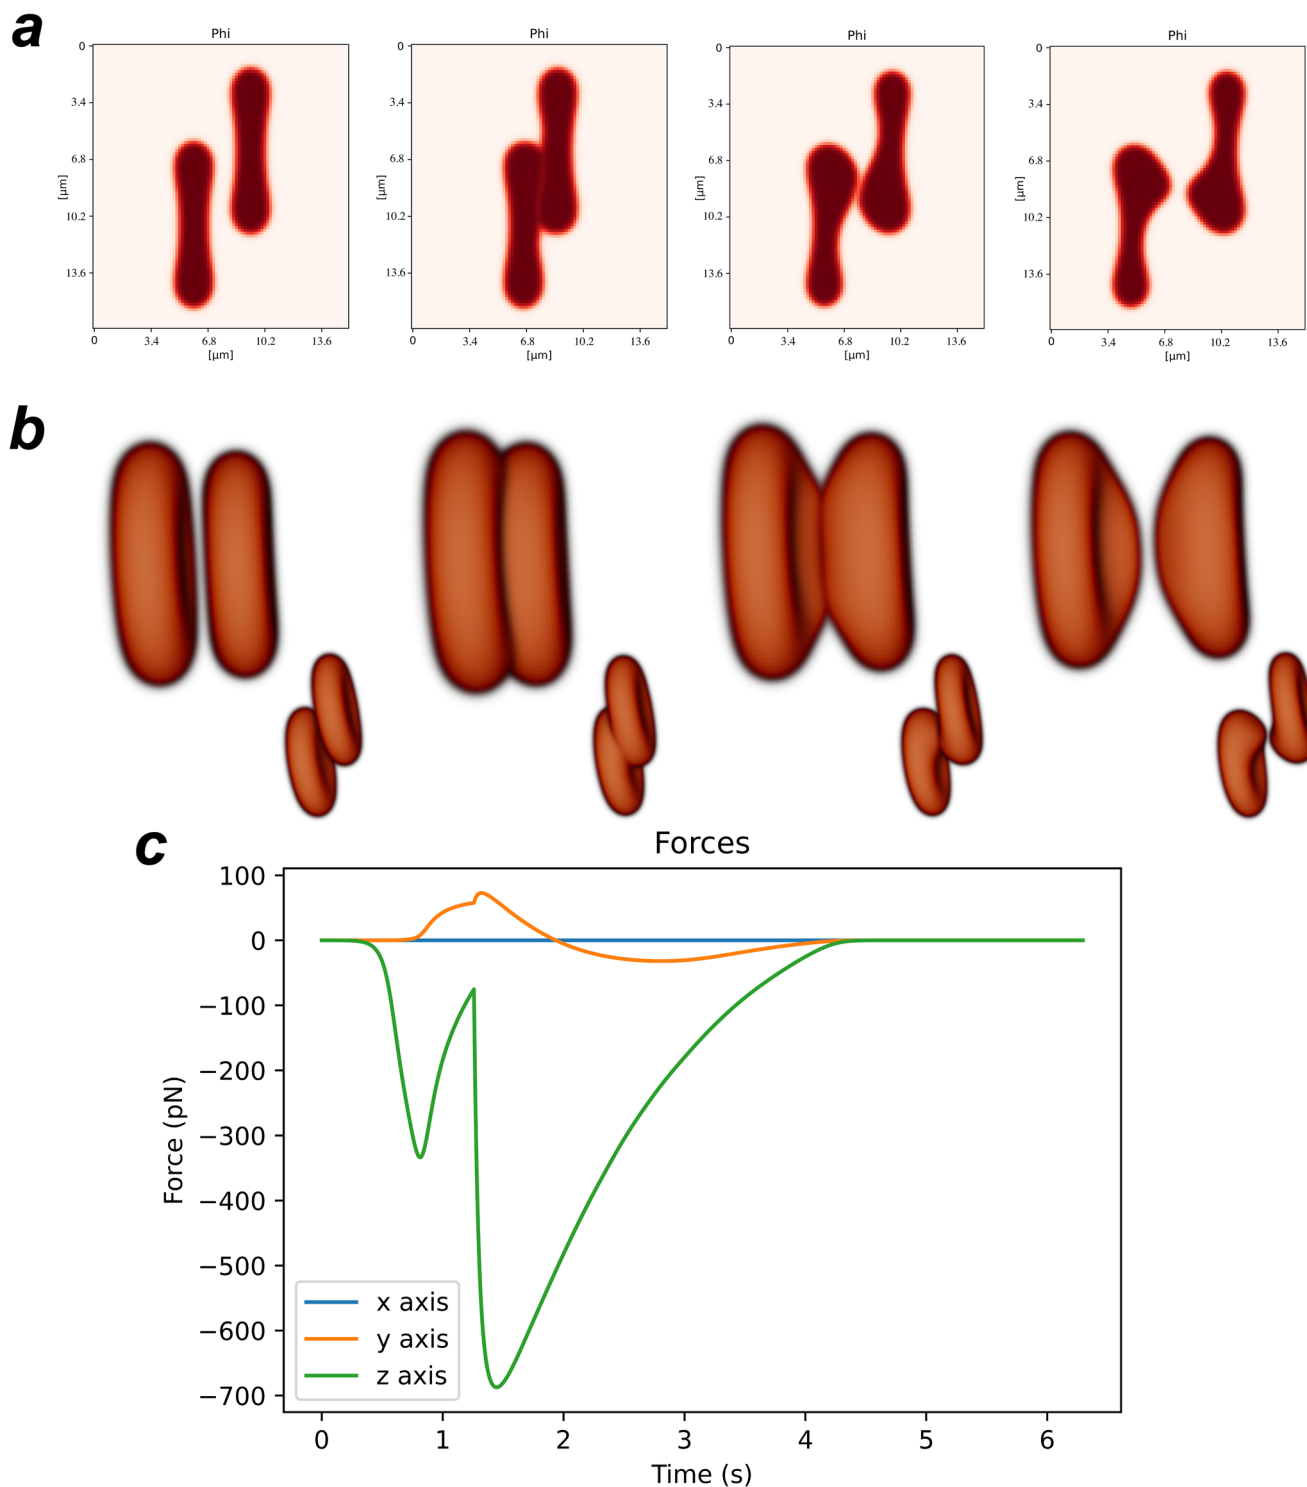 a
Phi
0
3.4
6.8
10.2
13.6
[μm]
0 3.4 6.8 10.2 13.6
[μm]
Phi
0
3.4
6.8
10.2
13.6
[μm]
0 3.4 6.8 10.2 13.6
[μm]
Phi
0
3.4
6.8
10.2
13.6
[μm]
0 3.4 6.8 10.2 13.6
[μm]
Phi
0
3.4
6.8
10.2
13.6
[μm]
0 3.4 6.8 10.2 13.6
[μm]
b
c
Forces
100
0
−100
−200
−300
−400
−500
−600
−700
Force (pN)
x axis
y axis
z axis
0 1 2 3 4 5 6
Time (s)